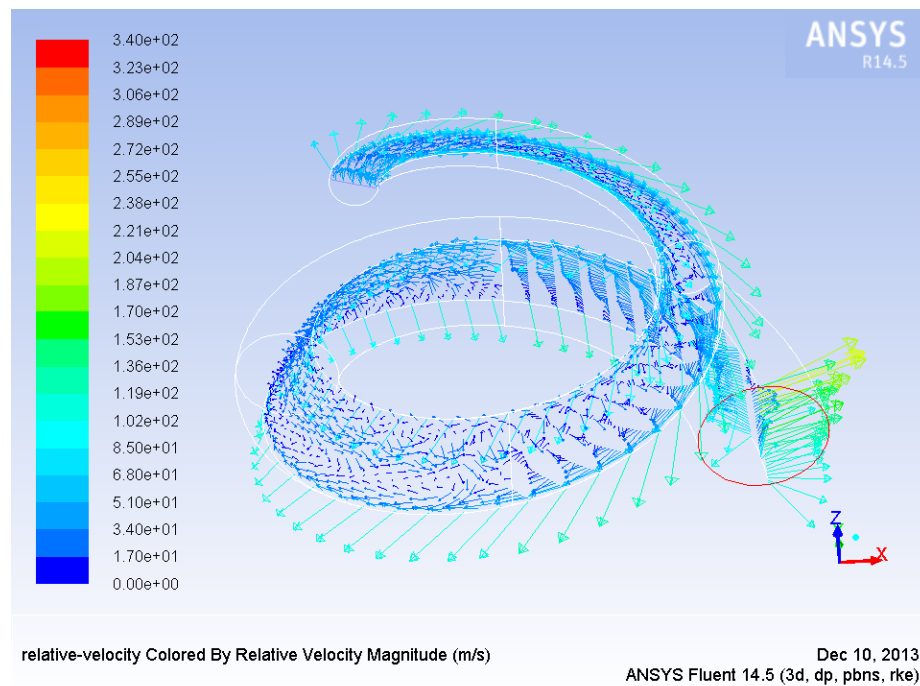 ANSYS
R14.5
3.40e+02
3.23e+02
3.06e+02
2.89e+02
2.72e+02
2.55e+02
2.38e+02
2.21e+02
2.04e+02
1.87e+02
1.70e+02
1.53e+02
1.36e+02
1.19e+02
1.02e+02
8.50e+01
6.80e+01
5.10e+01
3.40e+01
1.70e+01
0.00e+00
Z
X
relative-velocity Colored By Relative Velocity Magnitude (m/s)
Dec 10, 2013
ANSYS Fluent 14.5 (3d, dp, pbns, rke)